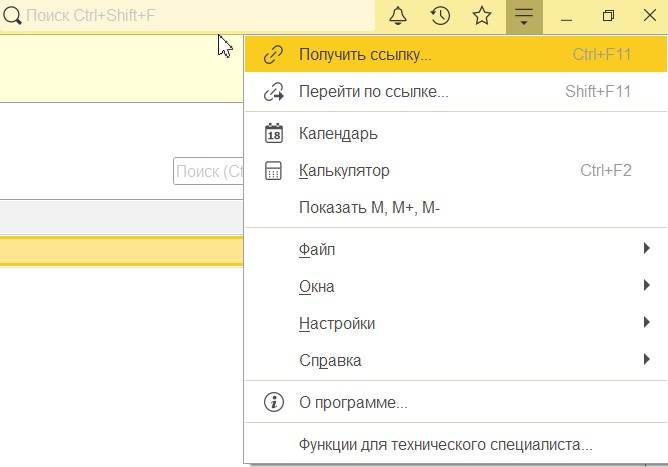 Поиск Ctrl+Shift+F
Получить ссылку... Ctrl+F11
Перейти по ссылке... Shift+F11
18 Календарь
Поиск (Ct
Калькулятор Ctrl+F2
Показать M, M+, M-
Файл
Окна
Настройки
Справка
О программе...
Функции для технического специалиста...